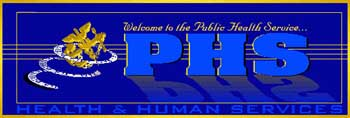 Welcome to the Public Health Service...
PHS
HEALTH & HUMAN SERVICES